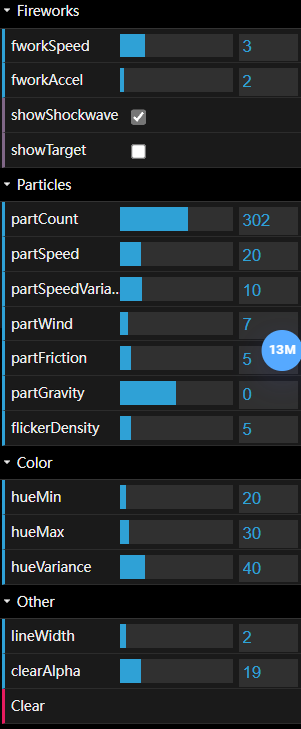 Fireworks
fworkSpeed 3
fworkAccel 2
showShockwave
showTarget
Particles
partCount 302
partSpeed 20
partSpeedVaria... 10
partWind 7
13M
partFriction 5
partGravity 0
flickerDensity 5
Color
hueMin 20
hueMax 30
hueVariance 40
Other
lineWidth 2
clearAlpha 19
Clear